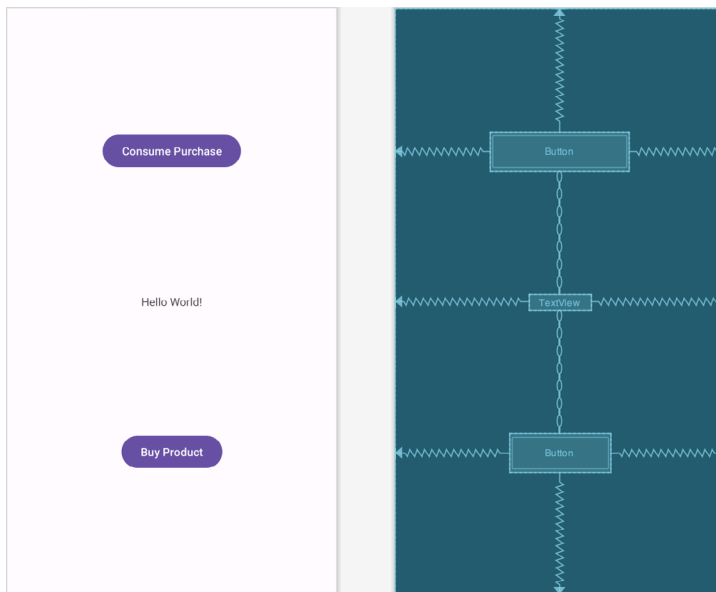 Consume Purchase
Button
Hello World!
TextView
Buy Product
Button